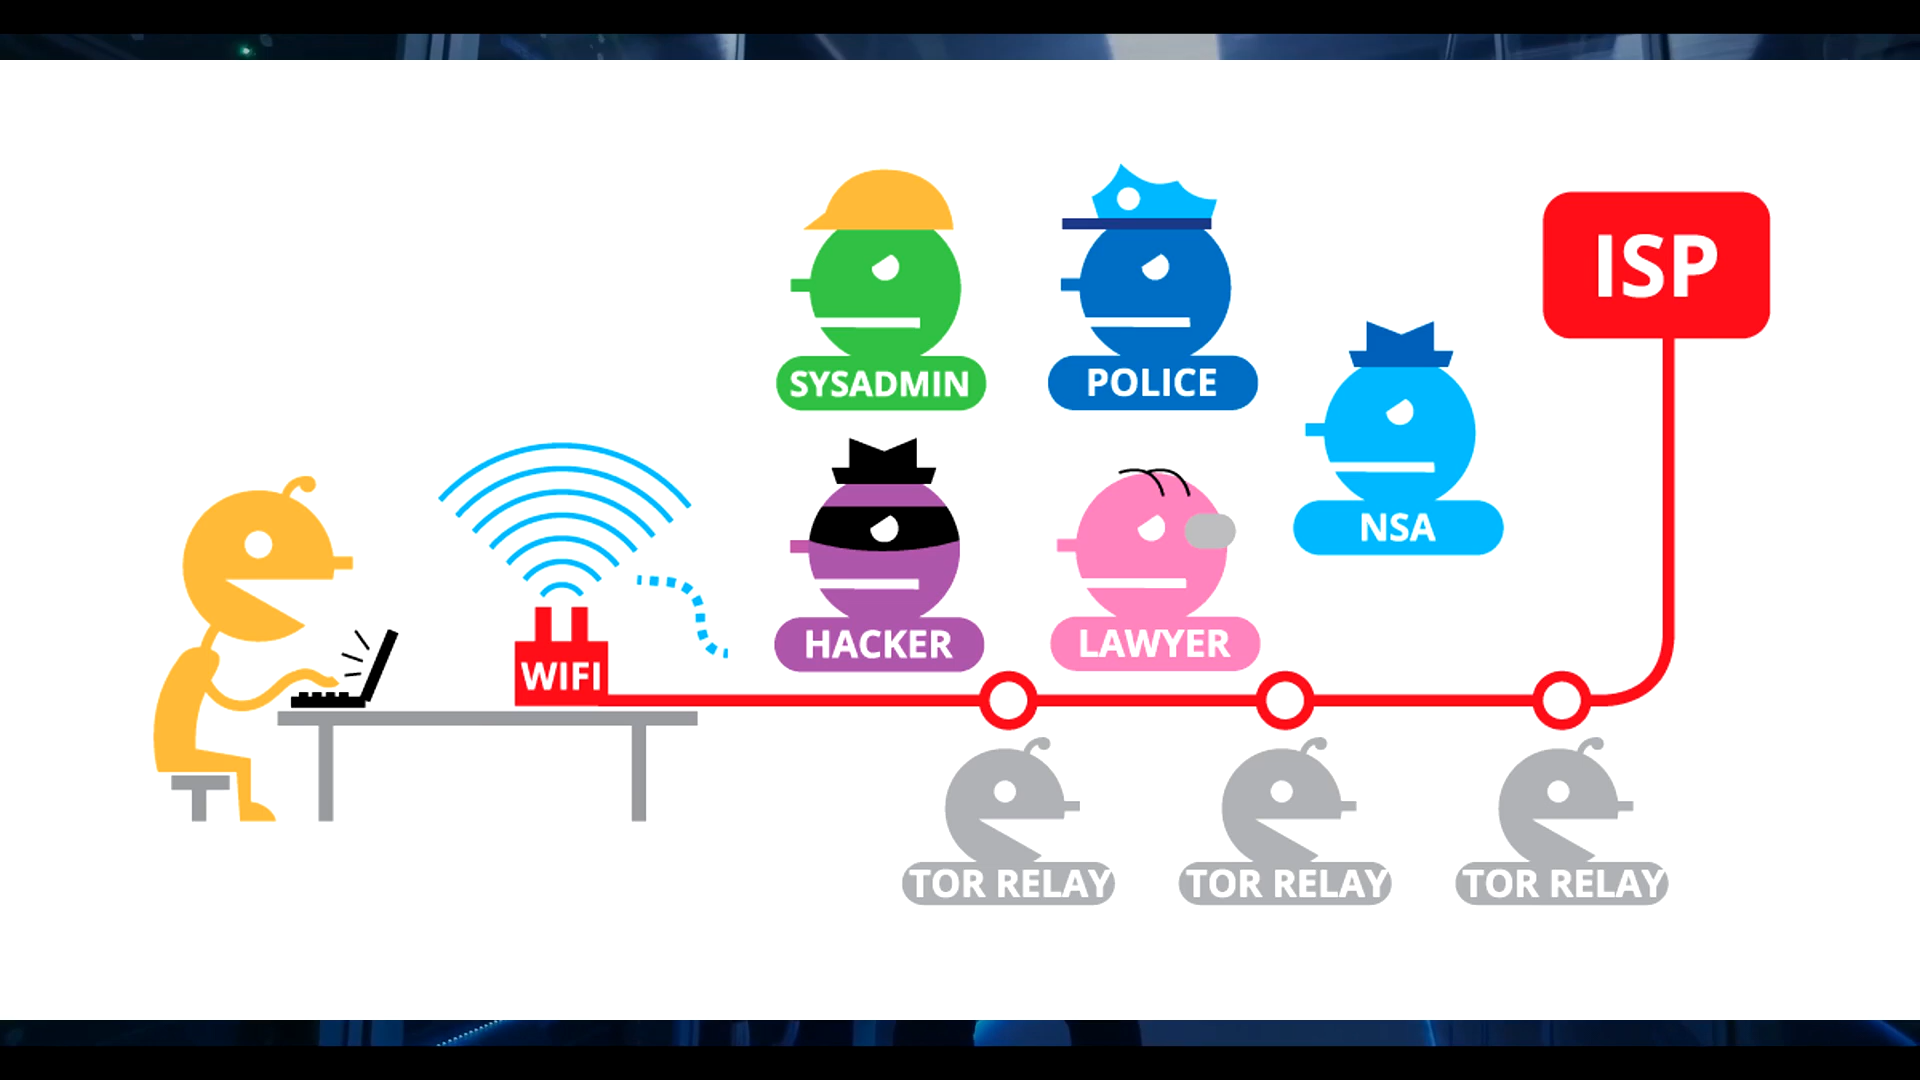 SYSADMIN
POLICE
ISP
NSA
HACKER
LAWYER
WIFI
TOR RELAY
TOR RELAY
TOR RELAY